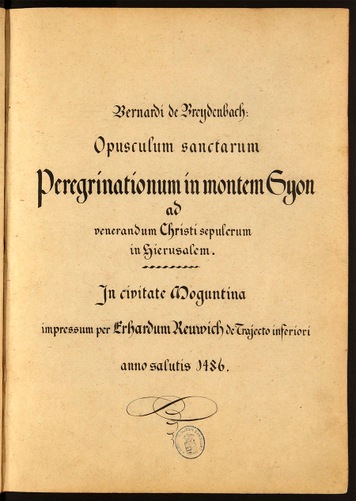 Bernardi de Breydenbach:
Opusculum sanctarum
Peregrinationum in montem Syon
ad
venerandum Christi sepulcrum
in Hierusalem.
In civitate Moguntina
impressum per Erhardum Reuwich de Trajecto inferiori
anno salutis 1486.